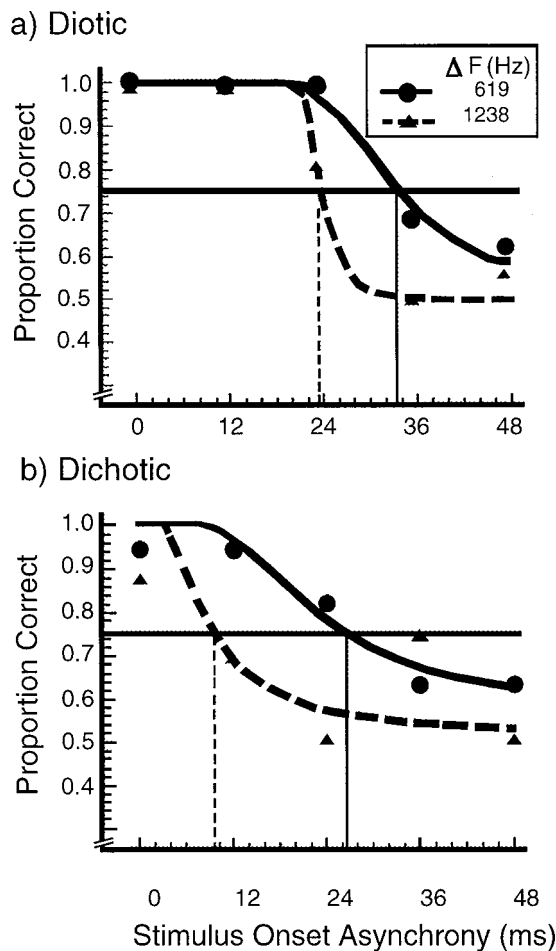 a) Diotic
Δ F (Hz)
619
1238
Proportion Correct
1.0
0.9
0.8
0.7
0.6
0.5
0.4
0 12 24 36 48
b) Dichotic
Proportion Correct
1.0
0.9
0.8
0.7
0.6
0.5
0.4
0 12 24 36 48
Stimulus Onset Asynchrony (ms)